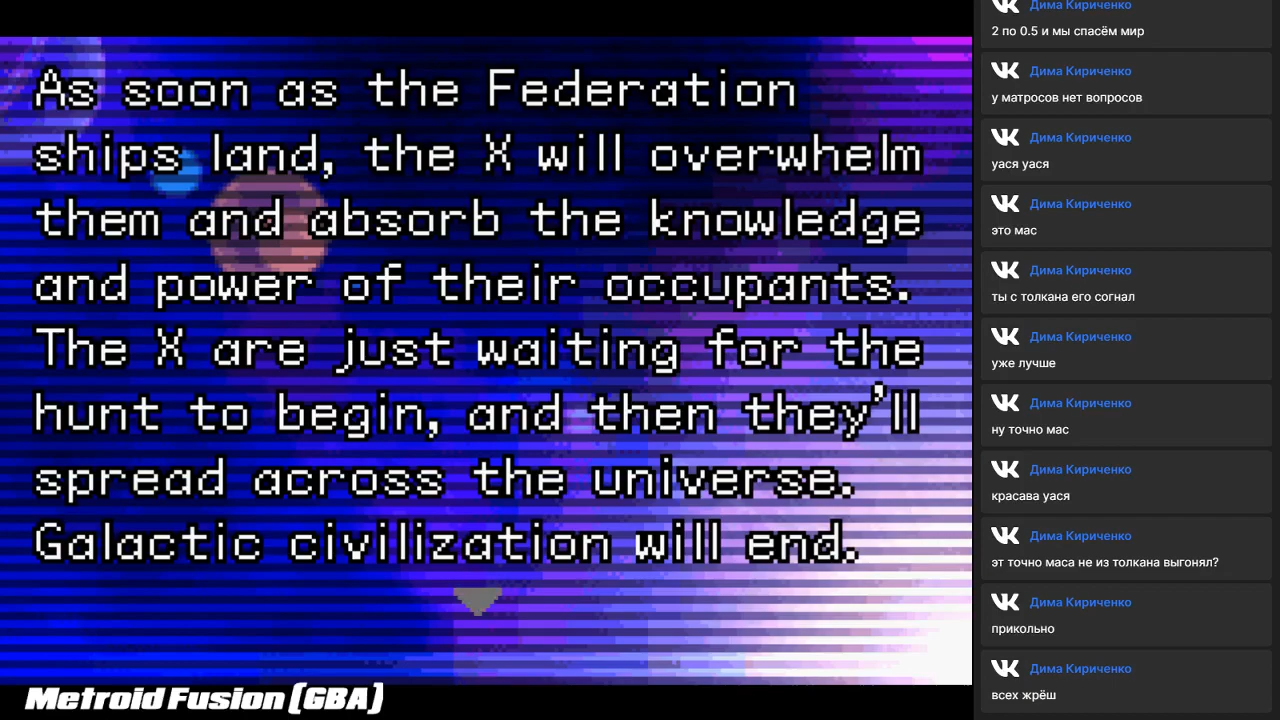 As soon as the Federation
ships land, the X will overwhelm
them and absorb the knowledge
and power of their occupants.
The X are just waiting for the
hunt to begin, and then they'll
spread across the universe.
Galactic civilization will end.
Metroid Fusion (GBA)
Дима Кириченко
2 по 0.5 и мы спасём мир
Дима Кириченко
у матросов нет вопросов
Дима Кириченко
уася уася
Дима Кириченко
это мас
Дима Кириченко
ты с толкана его согнал
Дима Кириченко
уже лучше
Дима Кириченко
ну точно мас
Дима Кириченко
красава уася
Дима Кириченко
эт точно маса не из толкана выгонял?
Дима Кириченко
прикольно
Дима Кириченко
всех жрёш